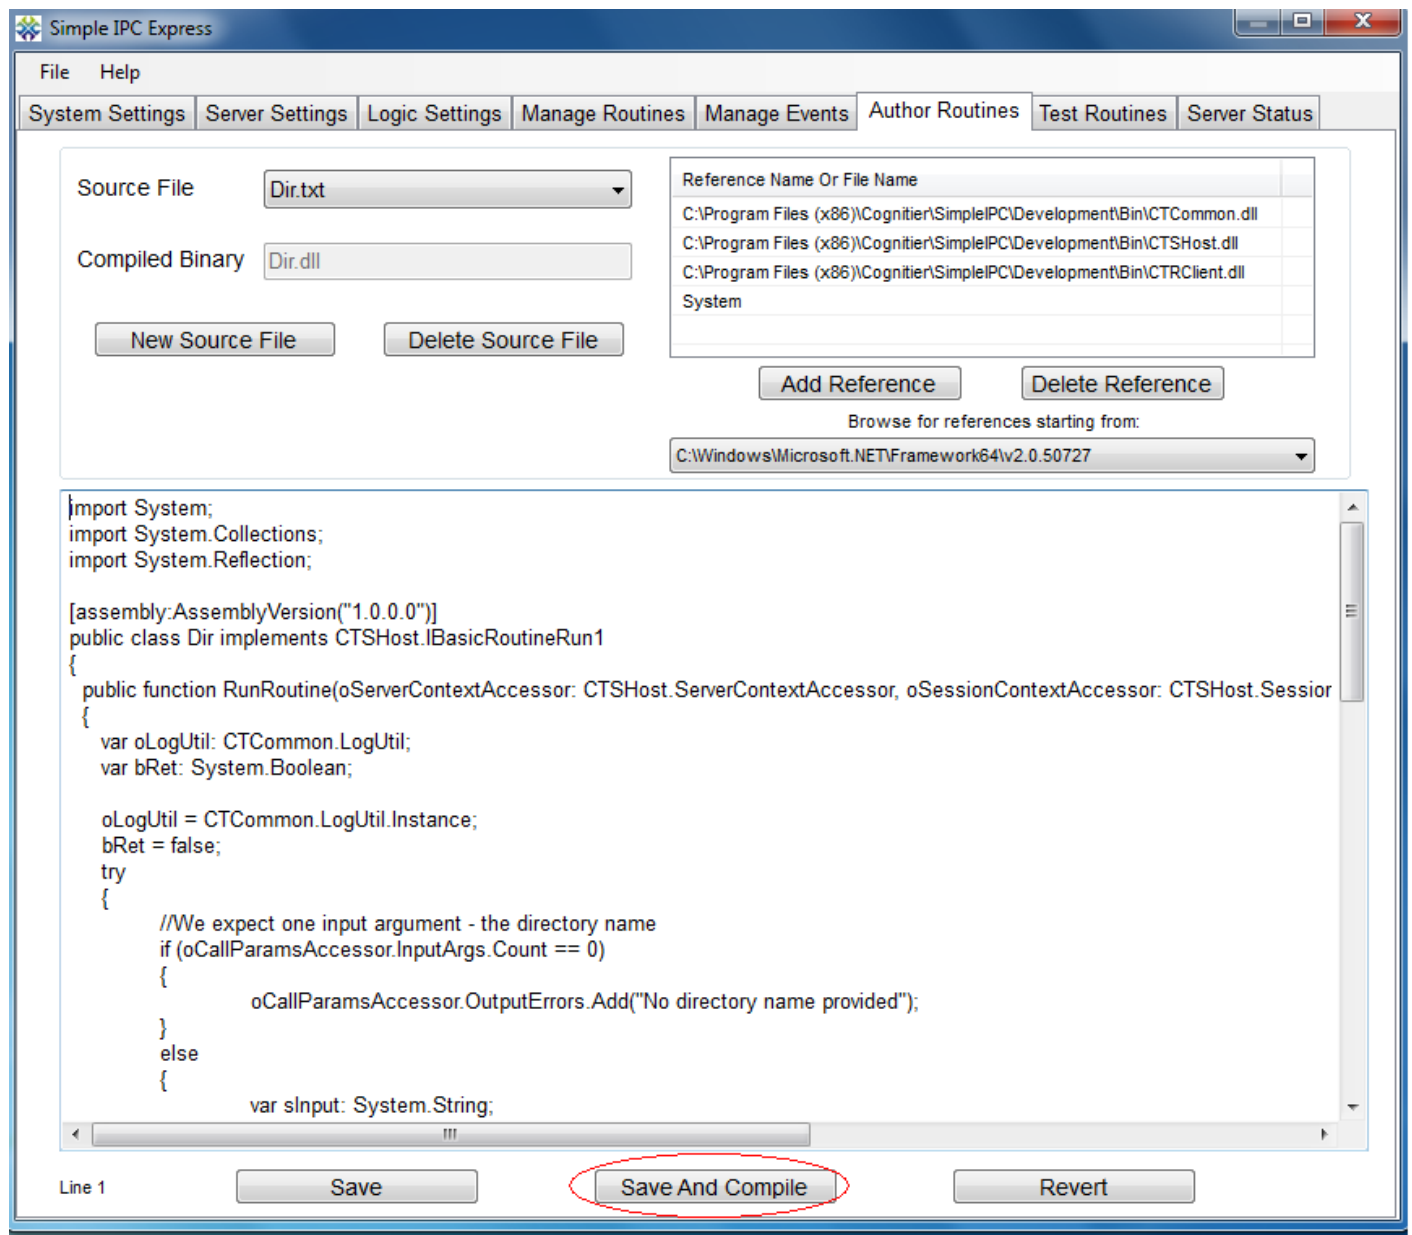 Simple IPC Express
File Help
System Settings Server Settings Logic Settings Manage Routines Manage Events Author Routines Test Routines Server Status
Source File Dir.txt
Compiled Binary Dir.dll
New Source File Delete Source File
Reference Name Or File Name
C:\Program Files (x86)\Cognitier\SimpleIPC\Development\Bin\CTCommon.dll
C:\Program Files (x86)\Cognitier\SimpleIPC\Development\Bin\CTSHost.dll
C:\Program Files (x86)\Cognitier\SimpleIPC\Development\Bin\CTRClient.dll
System
Add Reference Delete Reference
Browse for references starting from:
C:\Windows\Microsoft.NET\Framework64\v2.0.50727
import System;
import System.Collections;
import System.Reflection;
[assembly:AssemblyVersion("1.0.0.0")]
public class Dir implements CTSHost.IBasicRoutineRun1
{
public function RunRoutine(oServerContextAccessor: CTSHost.ServerContextAccessor, oSessionContextAccessor: CTSHost.Session
{
var oLogUtil: CTCommon.LogUtil;
var bRet: System.Boolean;
oLogUtil = CTCommon.LogUtil.Instance;
bRet = false;
try
{
//We expect one input argument - the directory name
if (oCallParamsAccessor.InputArgs.Count == 0)
{
oCallParamsAccessor.OutputErrors.Add("No directory name provided");
}
else
{
var sInput: System.String;
Line 1 Save Save And Compile Revert